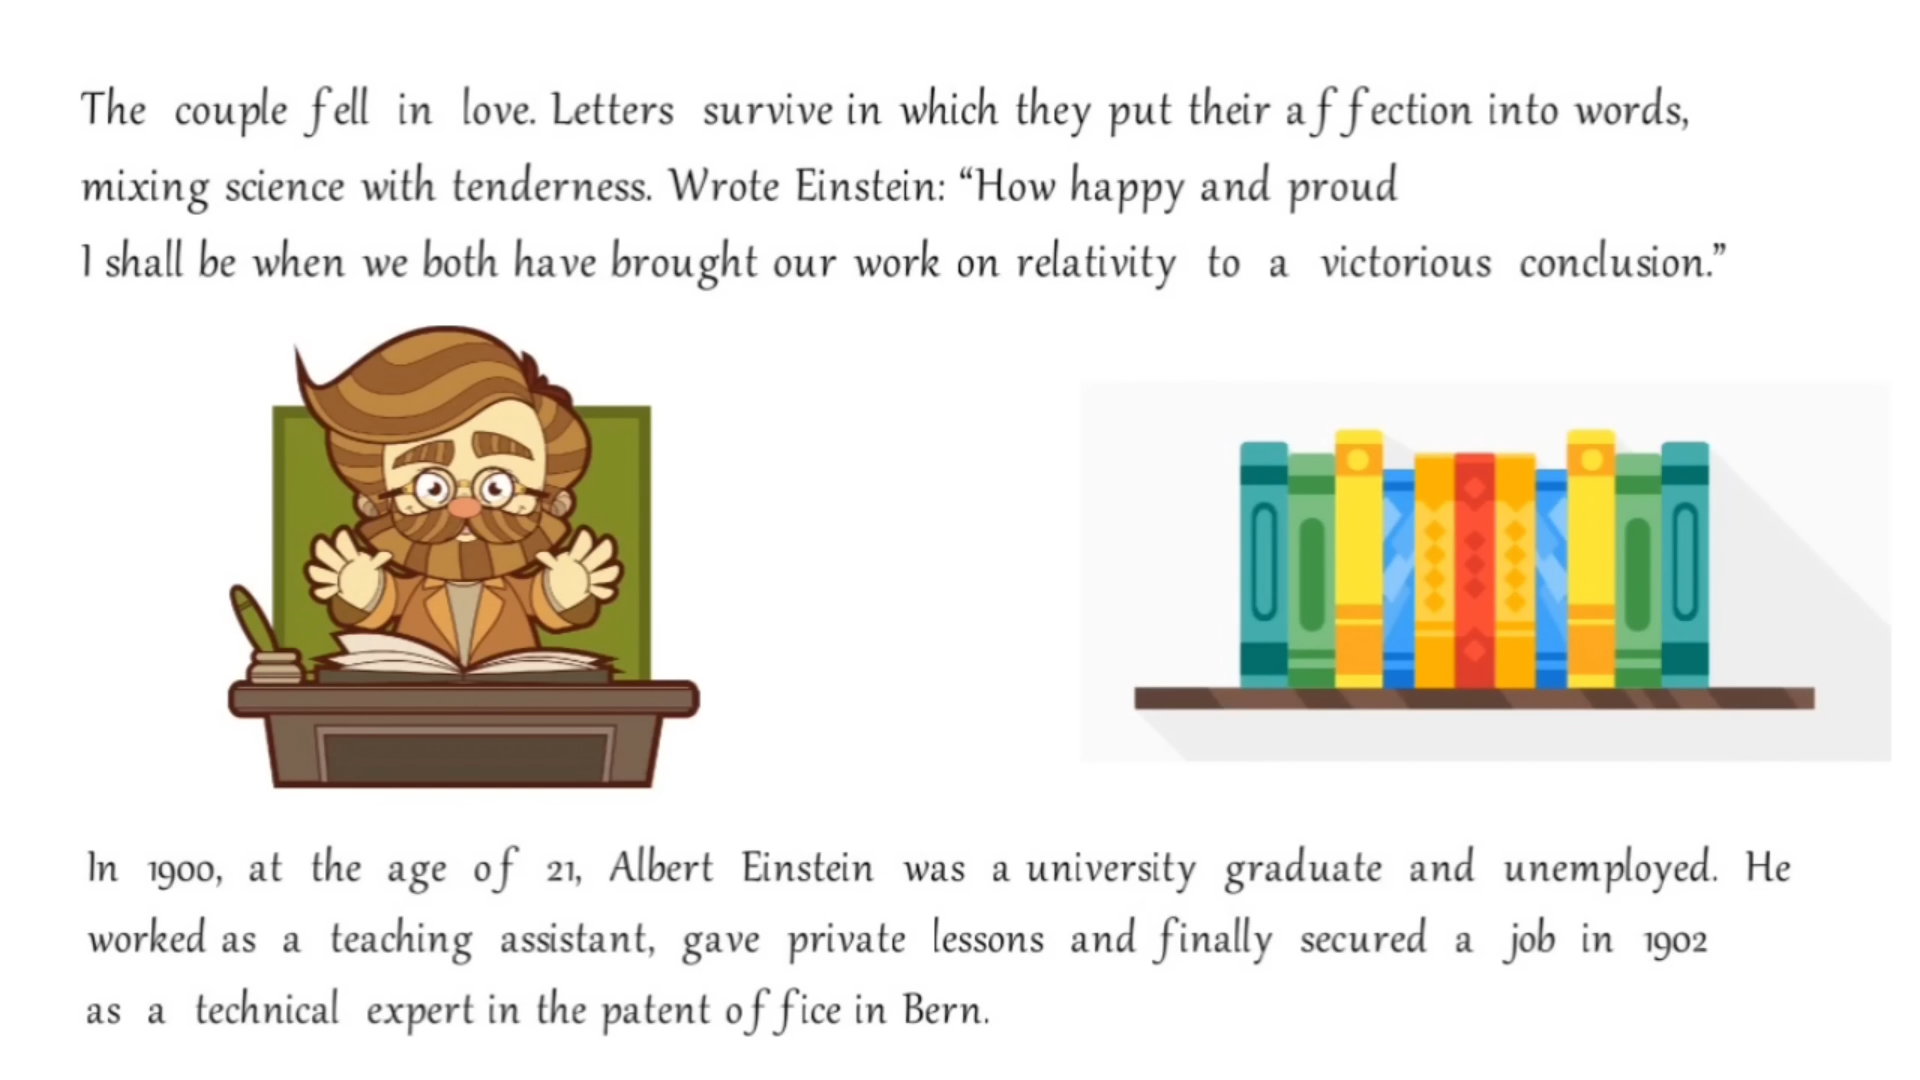 The couple fell in love. Letters survive in which they put their affection into words,
mixing science with tenderness. Wrote Einstein: “How happy and proud
I shall be when we both have brought our work on relativity to a victorious conclusion.”
In 1900, at the age of 21, Albert Einstein was a university graduate and unemployed. He
worked as a teaching assistant, gave private lessons and finally secured a job in 1902
as a technical expert in the patent office in Bern.